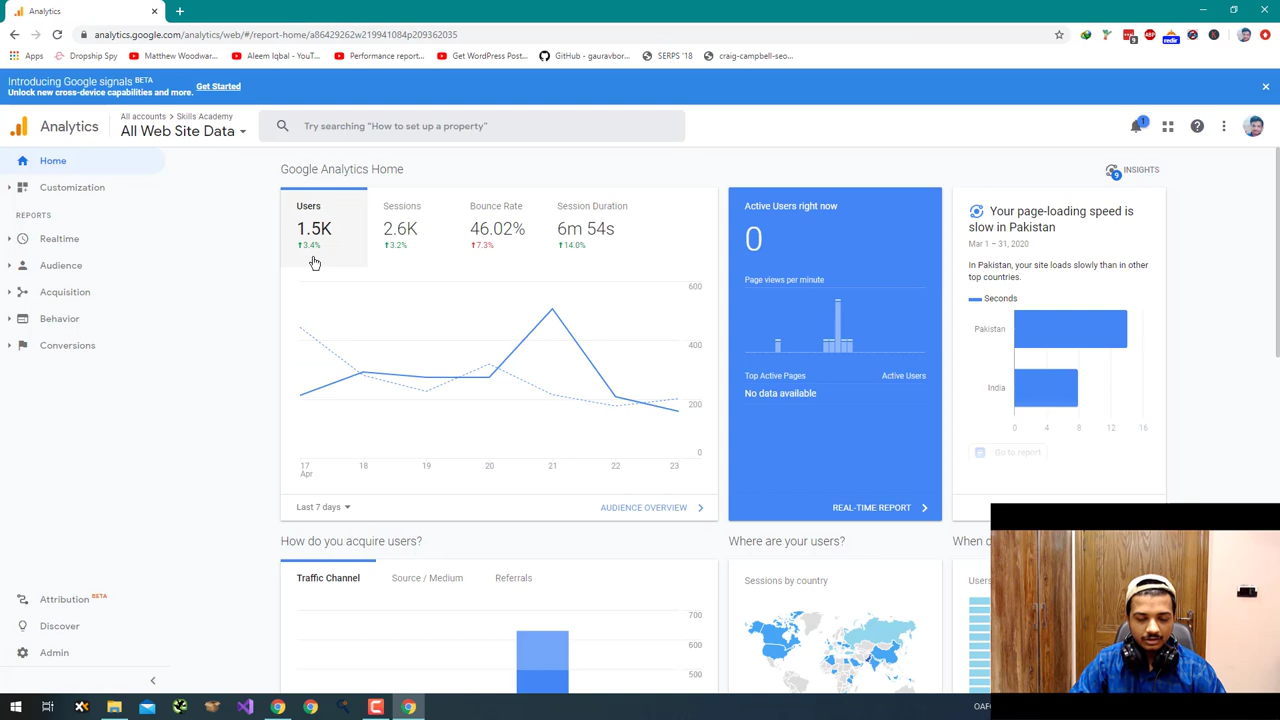 Analytics
analytics.google.com/analytics/web/#/report-home/a86429262w219941084p209362035
Apps
Dropship Spy
Matthew Woodwar...
Aleem Iqbal - YouT...
Performance report...
Get WordPress Post...
GitHub - gauravbor...
SERPS '18
craig-campbell-seo...
Introducing Google signals BETA
Unlock new cross-device capabilities and more. Get Started
Analytics
All accounts > Skills Academy
All Web Site Data
Try searching "How to set up a property"
1
Home
Customization
REPORTS
Realtime
Audience
Acquisition
Behavior
Conversions
Attribution BETA
Discover
Admin
Google Analytics Home
INSIGHTS
9
Users
1.5K
3.4%
Sessions
2.6K
3.2%
Bounce Rate
46.02%
7.3%
Session Duration
6m 54s
14.0%
600
400
200
0
17
Apr
18
19
20
21
22
23
Last 7 days
AUDIENCE OVERVIEW
Active Users right now
0
Page views per minute
Top Active Pages
Active Users
No data available
REAL-TIME REPORT
Your page-loading speed is
slow in Pakistan
Mar 1 – 31, 2020
In Pakistan, your site loads slowly than in other
top countries.
Seconds
Pakistan
India
0
4
8
12
16
Go to report
How do you acquire users?
Traffic Channel
Source / Medium
Referrals
700
600
500
Where are your users?
Sessions by country
When
Users